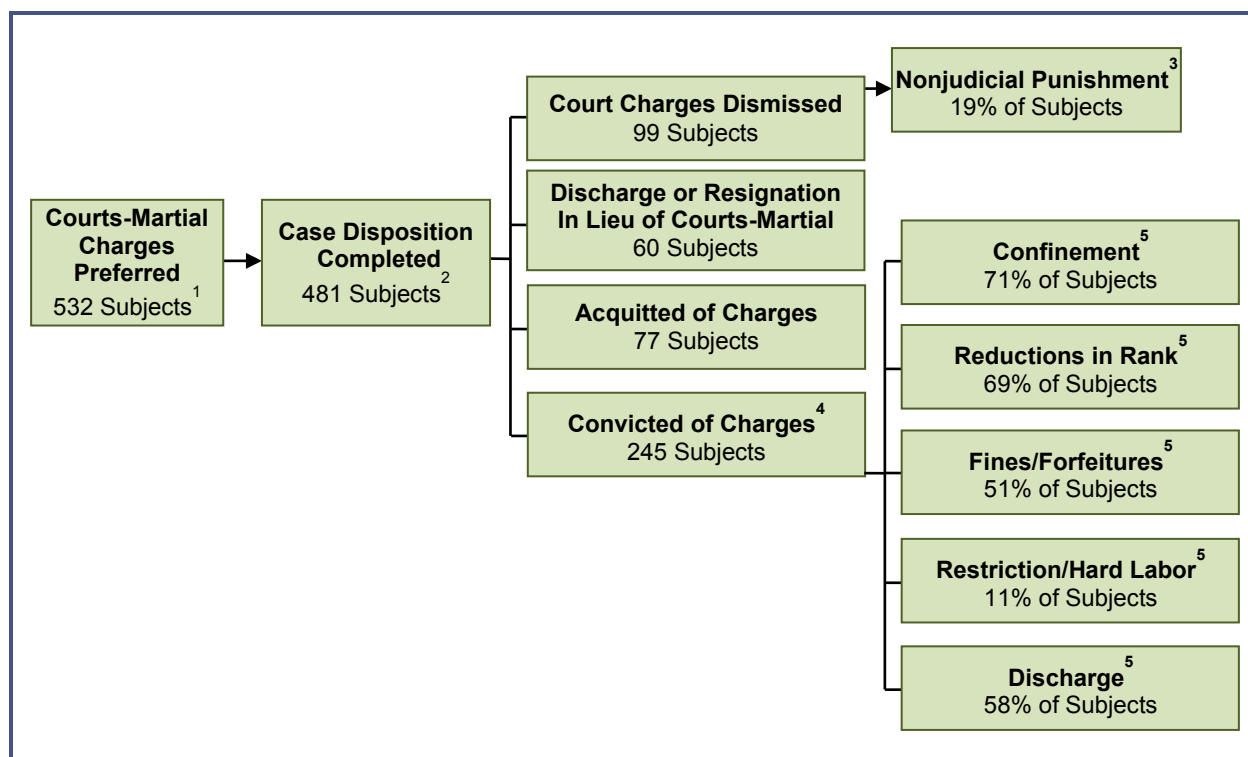 Courts-Martial
Charges
Preferred
532 Subjects1
Case Disposition
Completed
481 Subjects2
Court Charges Dismissed
99 Subjects
Nonjudicial Punishment3
19% of Subjects
Discharge or Resignation
In Lieu of Courts-Martial
60 Subjects
Acquitted of Charges
77 Subjects
Convicted of Charges4
245 Subjects
Confinement5
71% of Subjects
Reductions in Rank5
69% of Subjects
Fines/Forfeitures5
51% of Subjects
Restriction/Hard Labor5
11% of Subjects
Discharge5
58% of Subjects